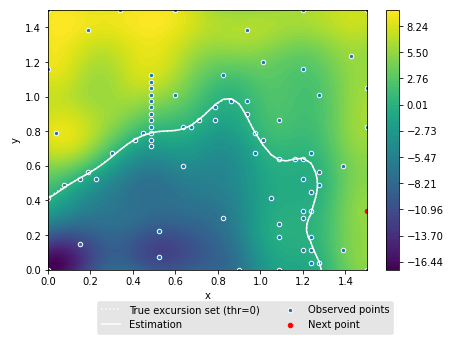 1.4
1.2
1.0
0.8
0.6
0.4
0.2
0.0
y
0.0 0.2 0.4 0.6 0.8 1.0 1.2 1.4
x
8.24
5.50
2.76
0.01
−2.73
−5.47
−8.21
−10.96
−13.70
−16.44
True excursion set (thr=0)
Estimation
Observed points
Next point